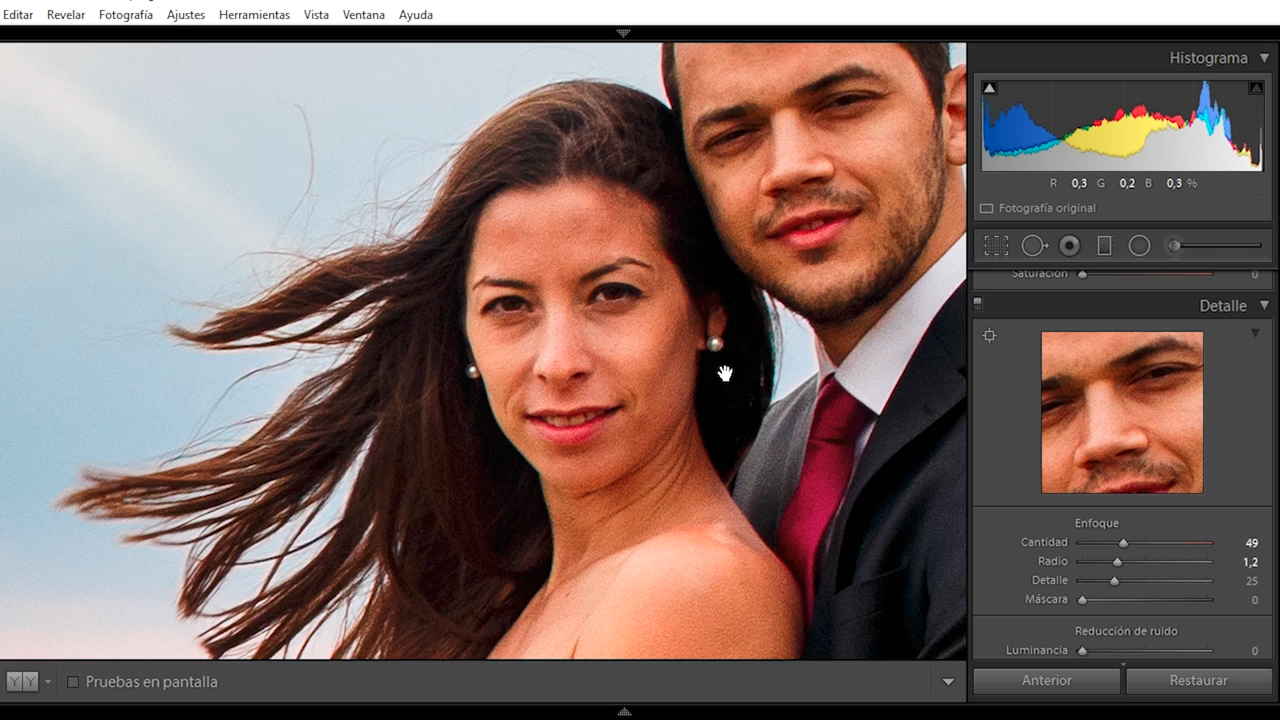 Editar Revelar Fotografía Ajustes Herramientas Vista Ventana Ayuda
Histograma
R 0,3 G 0,2 B 0,3 %
Fotografía original
Saturación 0
Detalle
Enfoque
Cantidad 49
Radio 1,2
Detalle 25
Máscara 0
Reducción de ruido
Luminancia 0
Y Y
Pruebas en pantalla
Anterior Restaurar